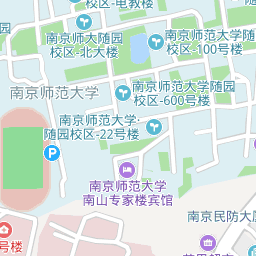 校区-电教楼
南京师大随园
校区-北大楼
南京师范大学随园
校区-100号楼
南京师范大学
南京师范大学随园
校区-600号楼
南京师范大学·
随园校区-22号楼
P
南京师范大学
南山专家楼宾馆
南京民防大厦
号楼